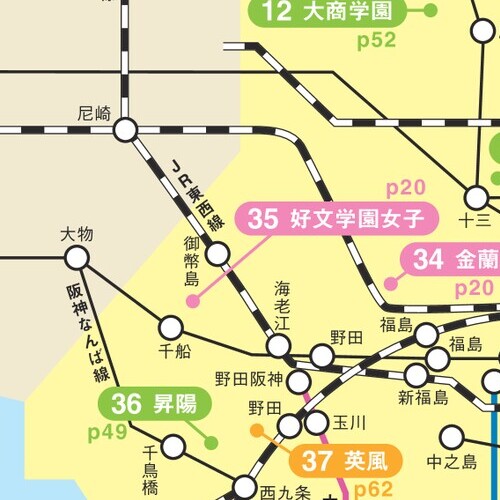 12 大商学園
p52
尼崎
JR東西線
p20
35 好文学園女子
十三
大物
御幣島
34 金蘭
p20
阪神なんば線
海老江
千船
野田
福島
福島
野田阪神
新福島
36 昇陽
p49
野田
玉川
千鳥橋
37 英風
中之島
西九条
p62